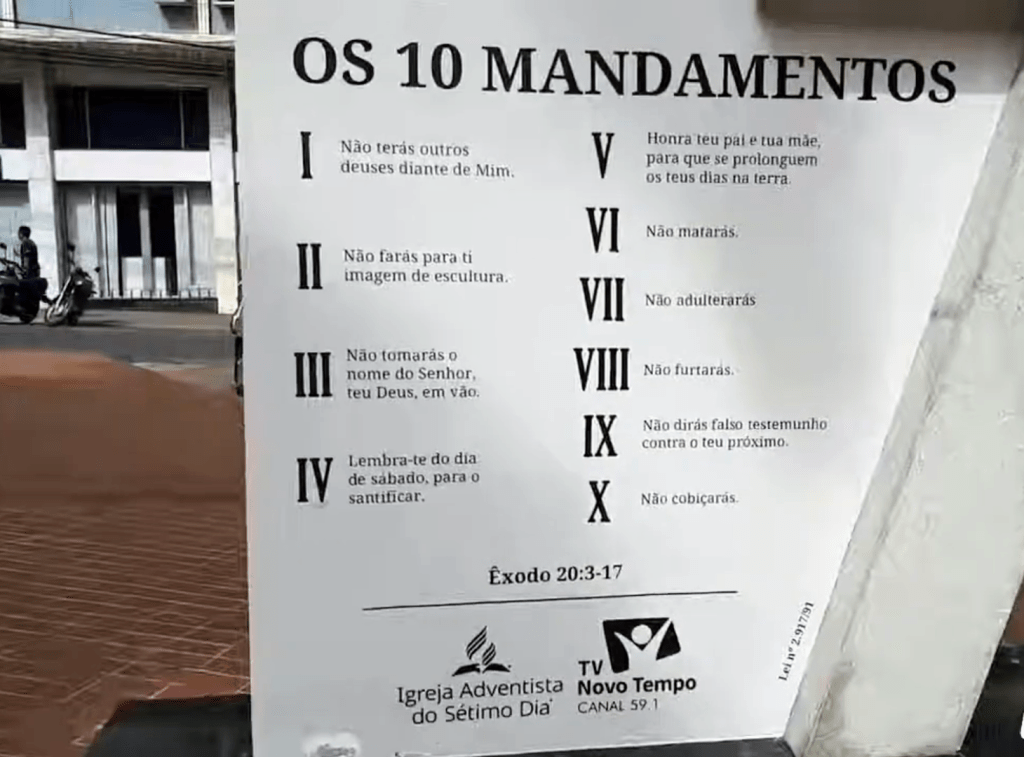 OS 10 MANDAMENTOS
I
Não terás outros
deuses diante de Mim.
II
Não farás para ti
imagem de escultura.
III
Não tomarás o
nome do Senhor,
teu Deus, em vão.
IV
Lembra-te do dia
de sábado, para o
santificar.
V
Honra teu pai e tua mãe,
para que se prolonguem
os teus dias na terra.
VI
Não matarás.
VII
Não adulterarás
VIII
Não furtarás.
IX
Não dirás falso testemunho
contra o teu próximo.
X
Não cobiçarás.
Êxodo 20:3-17
Igreja Adventista
do Sétimo Dia
TV
Novo Tempo
CANAL 59.1
Lei nº 2.917/91